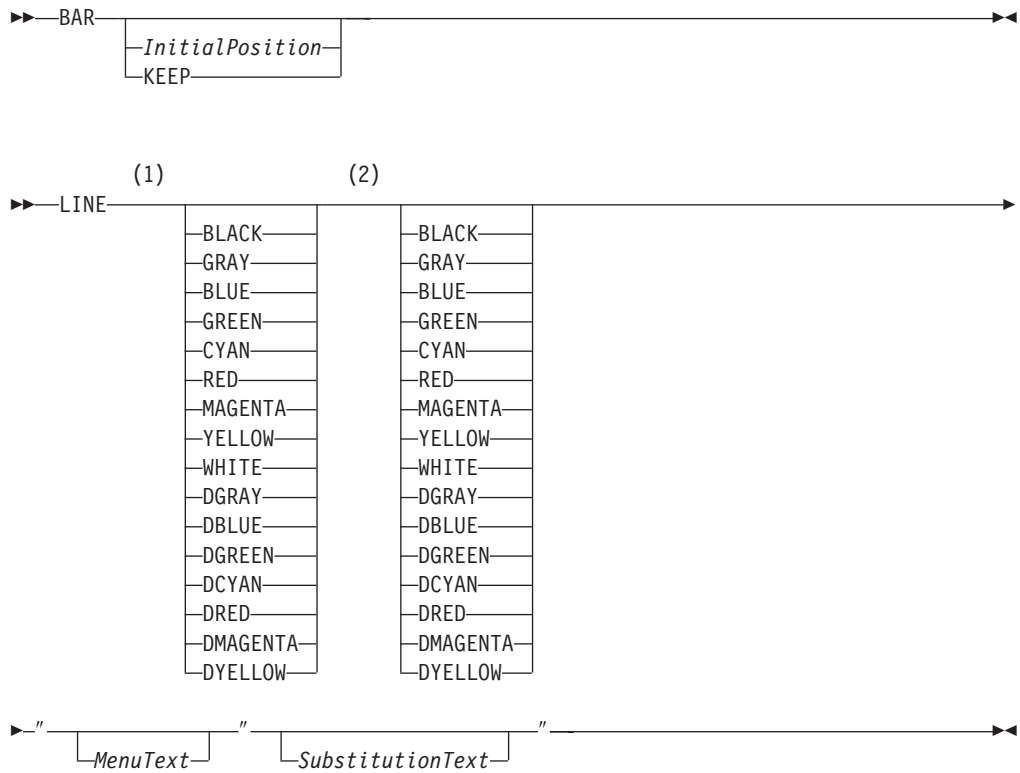 BAR
InitialPosition
KEEP
(1) (2)
LINE
BLACK BLACK
GRAY GRAY
BLUE BLUE
GREEN GREEN
CYAN CYAN
RED RED
MAGENTA MAGENTA
YELLOW YELLOW
WHITE WHITE
DGRAY DGRAY
DBLUE DBLUE
DGREEN DGREEN
DCYAN DCYAN
DRED DRED
DMAGENTA DMAGENTA
DYELLOW DYELLOW
" " "
MenuText SubstitutionText